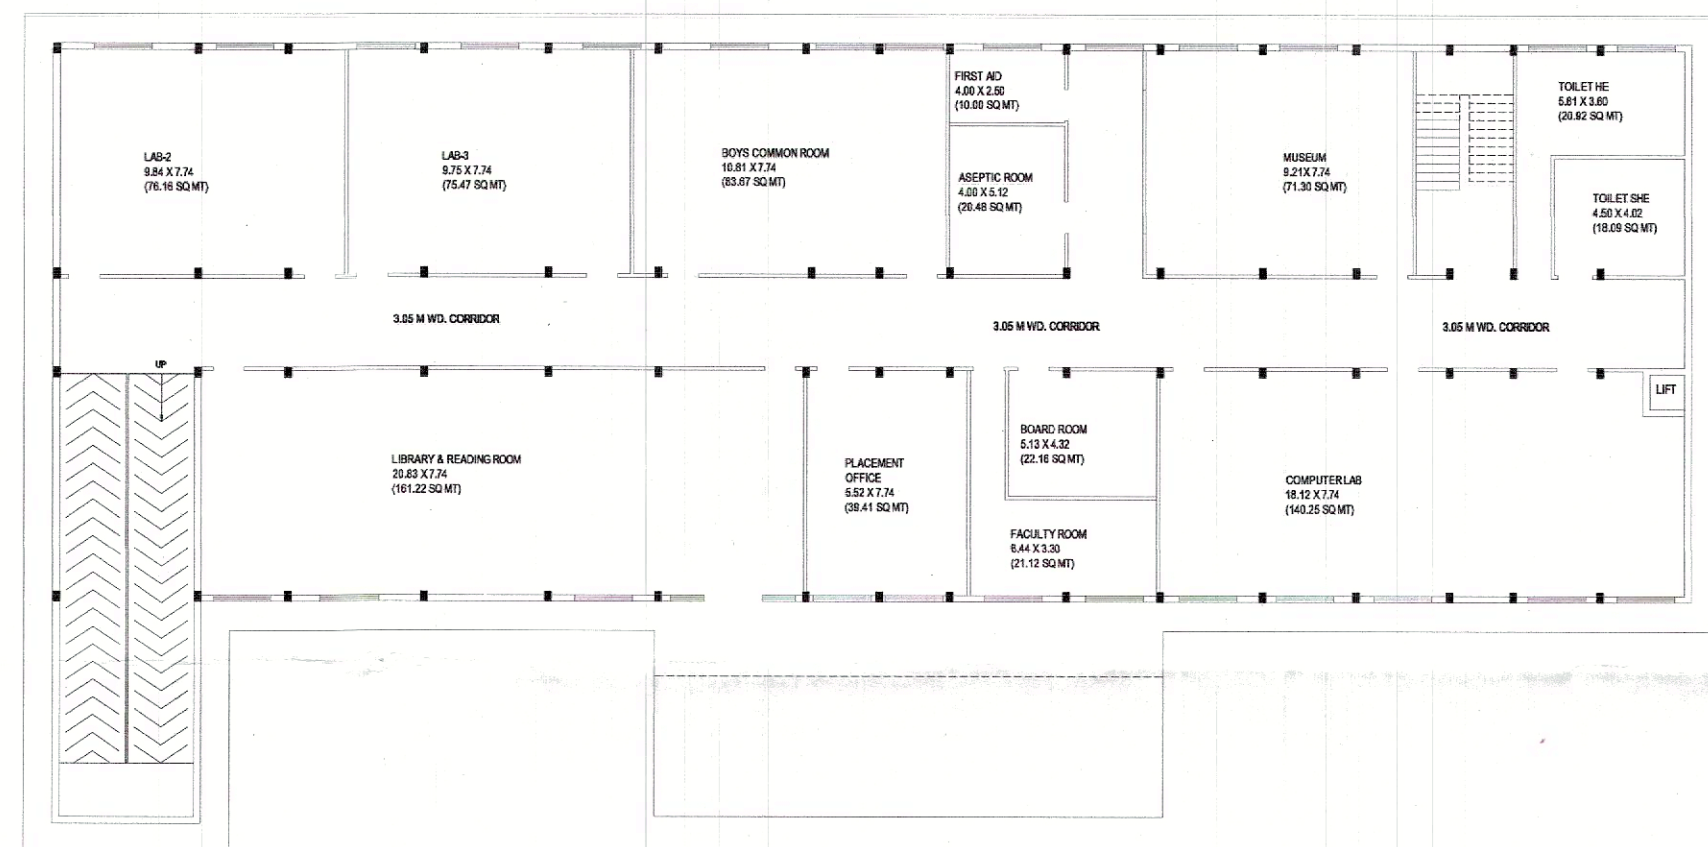 LAB-2
9.84 X 7.74
(76.16 SQ MT)
LAB-3
9.75 X 7.74
(75.47 SQ MT)
BOYS COMMON ROOM
10.81 X 7.74
(83.67 SQ MT)
FIRST AID
4.00 X 2.50
(10.00 SQ MT)
ASEPTIC ROOM
4.00 X 5.12
(20.48 SQ MT)
MUSEUM
9.21 X 7.74
(71.30 SQ MT)
TOILET HE
5.81 X 3.60
(20.92 SQ MT)
TOILET SHE
4.50 X 4.02
(18.09 SQ MT)
3.05 M WD. CORRIDOR
3.05 M WD. CORRIDOR
3.05 M WD. CORRIDOR
UP
LIBRARY & READING ROOM
20.83 X 7.74
(161.22 SQ MT)
PLACEMENT
OFFICE
5.52 X 7.74
(39.41 SQ MT)
BOARD ROOM
5.13 X 4.32
(22.16 SQ MT)
FACULTY ROOM
6.44 X 3.30
(21.12 SQ MT)
COMPUTER LAB
18.12 X 7.74
(140.25 SQ MT)
LIFT